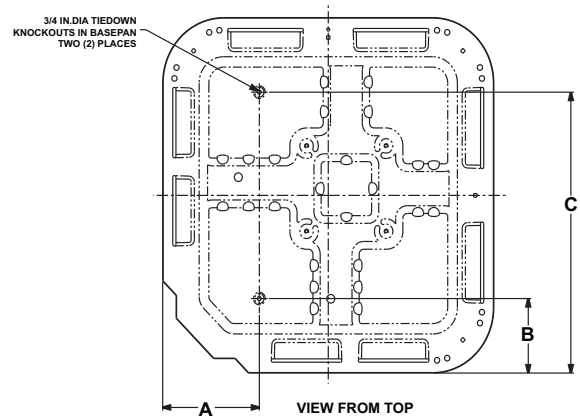 3/4 IN.DIA TIEDOWN
KNOCKOUTS IN BASEPAN
TWO (2) PLACES
C
B
A
VIEW FROM TOP